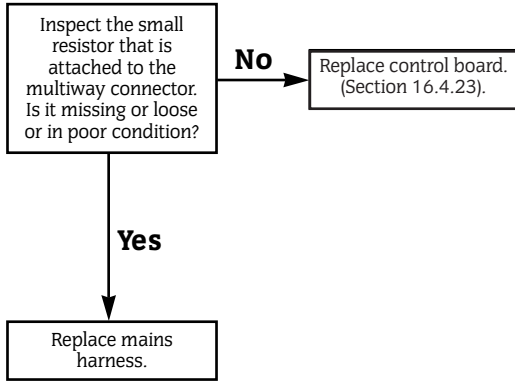 Inspect the small
resistor that is
attached to the
multiway connector.
Is it missing or loose
or in poor condition?
No
Replace control board.
(Section 16.4.23).
Yes
Replace mains
harness.